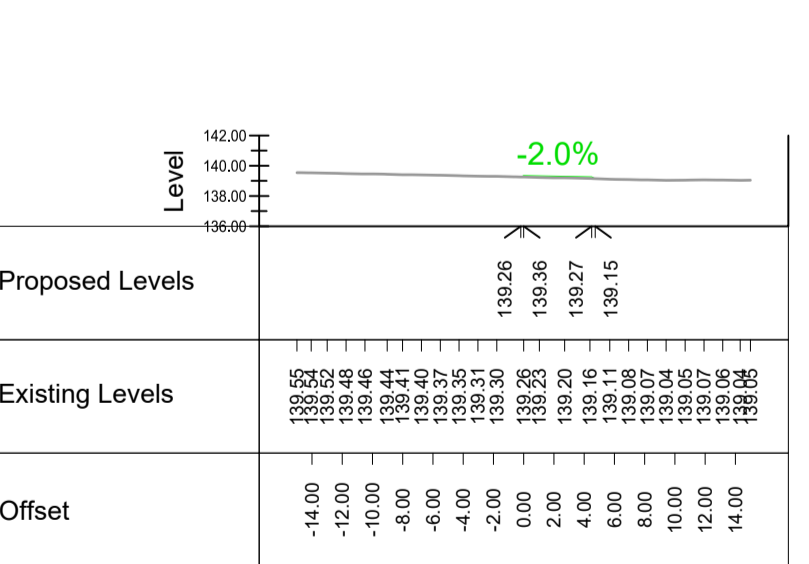 142.00
Level
140.00
-2.0%
138.00
136.00
Proposed Levels
139.26 139.36 139.27 139.15
Existing Levels
139.55 139.54 139.52 139.48 139.46 139.44 139.41 139.40 139.37 139.35 139.31 139.30 139.26 139.23 139.20 139.16 139.11 139.08 139.07 139.04 139.05 139.07 139.06 139.04 139.05
Offset
-14.00 -12.00 -10.00 -8.00 -6.00 -4.00 -2.00 0.00 2.00 4.00 6.00 8.00 10.00 12.00 14.00